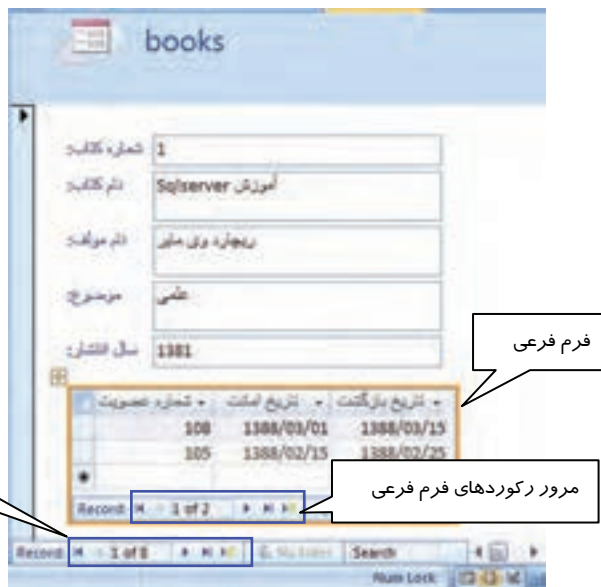 books
شماره کتاب: 1
نام کتاب: آموزش Sqlserver
نام مولف: ریچارد وی مایر
موضوع: علمی
سال انتشار: 1381
فرم فرعی
شماره عضویت تاریخ امانت تاریخ بازگشت
108 1388/03/01 1388/03/15
105 1388/02/15 1388/02/25
مرور رکوردهای فرم فرعی
Record: 1 of 2
Record: 1 of 8 No Filter Search
Num Lock